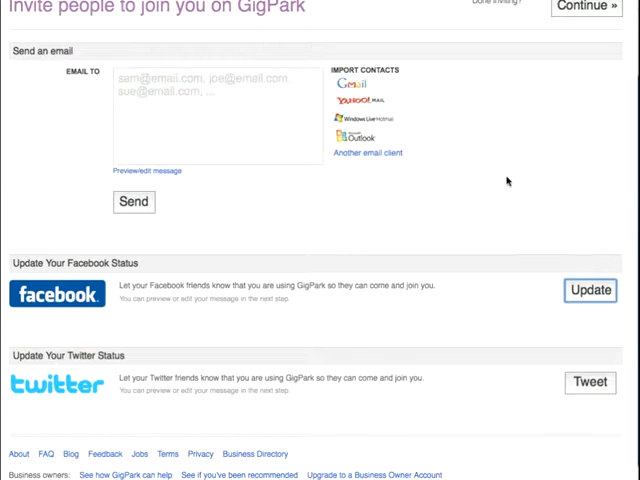 Invite people to join you on GigPark
Done inviting?
Continue »
Send an email
EMAIL TO
sam@email.com, joe@email.com,
sue@email.com, ...
IMPORT CONTACTS
Gmail
YAHOO! MAIL
Windows Live Hotmail
Microsoft
Outlook
Another email client
Preview/edit message
Send
Update Your Facebook Status
facebook.
Let your Facebook friends know that you are using GigPark so they can come and join you.
You can preview or edit your message in the next step.
Update
Update Your Twitter Status
twitter
Let your Twitter friends know that you are using GigPark so they can come and join you.
You can preview or edit your message in the next step.
Tweet
About FAQ Blog Feedback Jobs Terms Privacy Business Directory
Business owners: See how GigPark can help See if you've been recommended Upgrade to a Business Owner Account